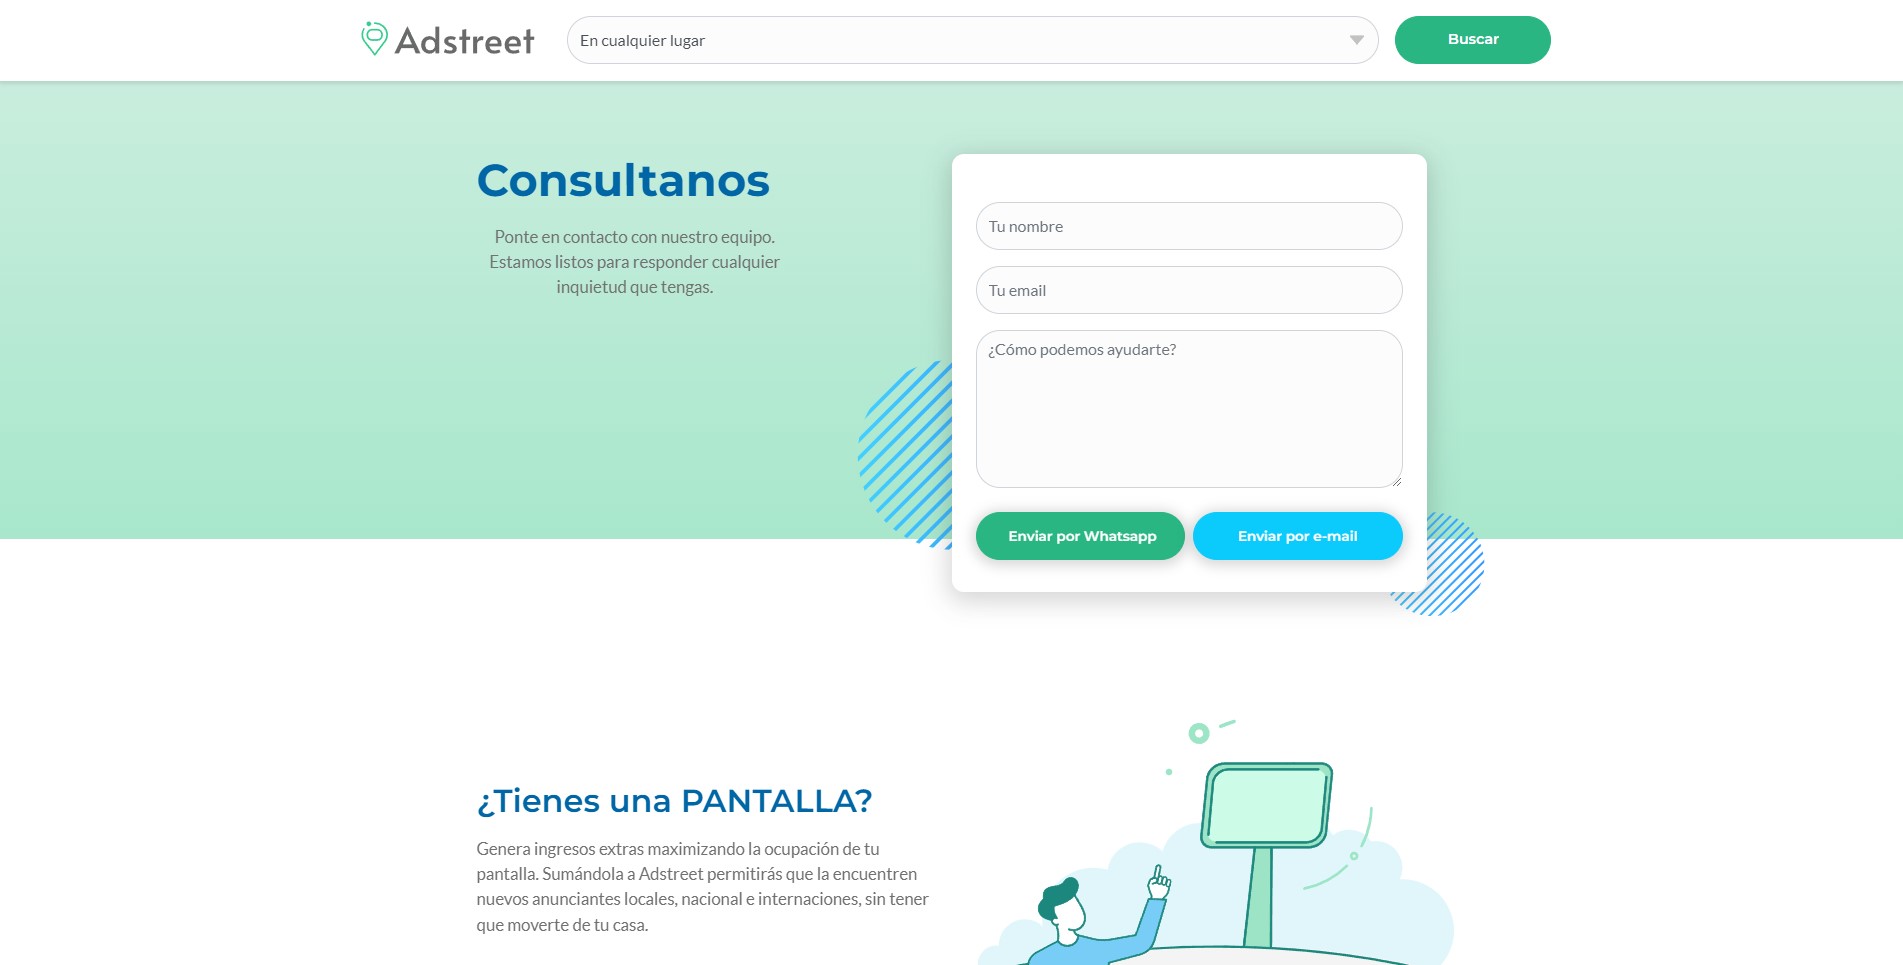 Adstreet
En cualquier lugar
Buscar
Consultanos
Ponte en contacto con nuestro equipo.
Estamos listos para responder cualquier
inquietud que tengas.
Tu nombre
Tu email
¿Cómo podemos ayudarte?
Enviar por Whatsapp
Enviar por e-mail
¿Tienes una PANTALLA?
Genera ingresos extras maximizando la ocupación de tu
pantalla. Sumándola a Adstreet permitirás que la encuentren
nuevos anunciantes locales, nacional e internaciones, sin tener
que moverte de tu casa.